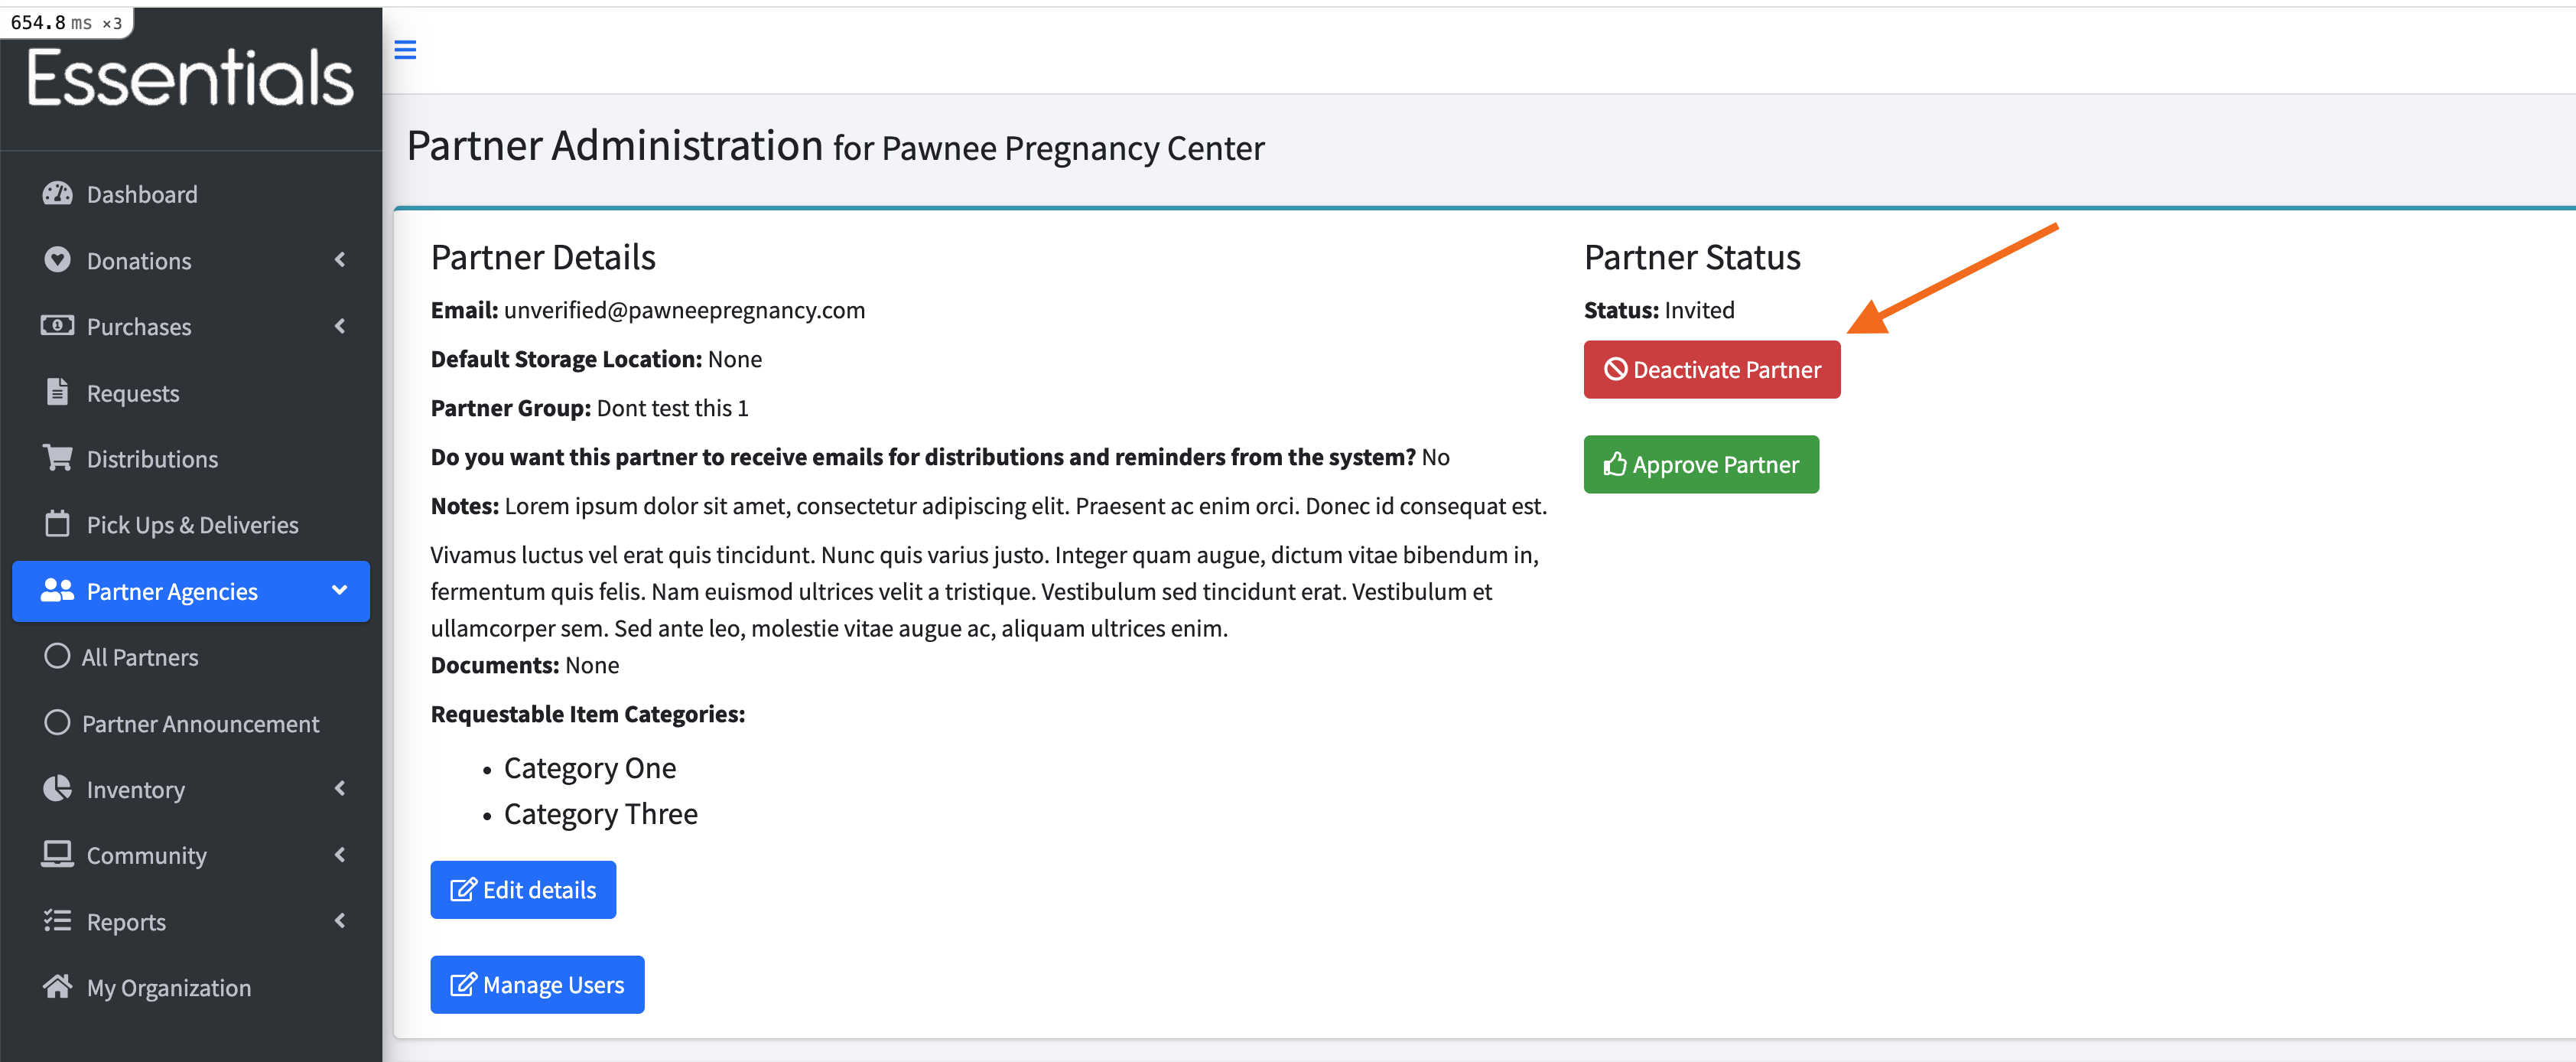 654.8 ms ×3
Essentials
Dashboard
Donations
Purchases
Requests
Distributions
Pick Ups & Deliveries
Partner Agencies
All Partners
Partner Announcement
Inventory
Community
Reports
My Organization
Partner Administration for Pawnee Pregnancy Center
Partner Details
Email: unverified@pawneepregnancy.com
Default Storage Location: None
Partner Group: Dont test this 1
Do you want this partner to receive emails for distributions and reminders from the system? No
Notes: Lorem ipsum dolor sit amet, consectetur adipiscing elit. Praesent ac enim orci. Donec id consequat est.
Vivamus luctus vel erat quis tincidunt. Nunc quis varius justo. Integer quam augue, dictum vitae bibendum in,
fermentum quis felis. Nam euismod ultrices velit a tristique. Vestibulum sed tincidunt erat. Vestibulum et
ullamcorper sem. Sed ante leo, molestie vitae augue ac, aliquam ultrices enim.
Documents: None
Requestable Item Categories:
• Category One
• Category Three
Edit details
Manage Users
Partner Status
Status: Invited
Deactivate Partner
Approve Partner